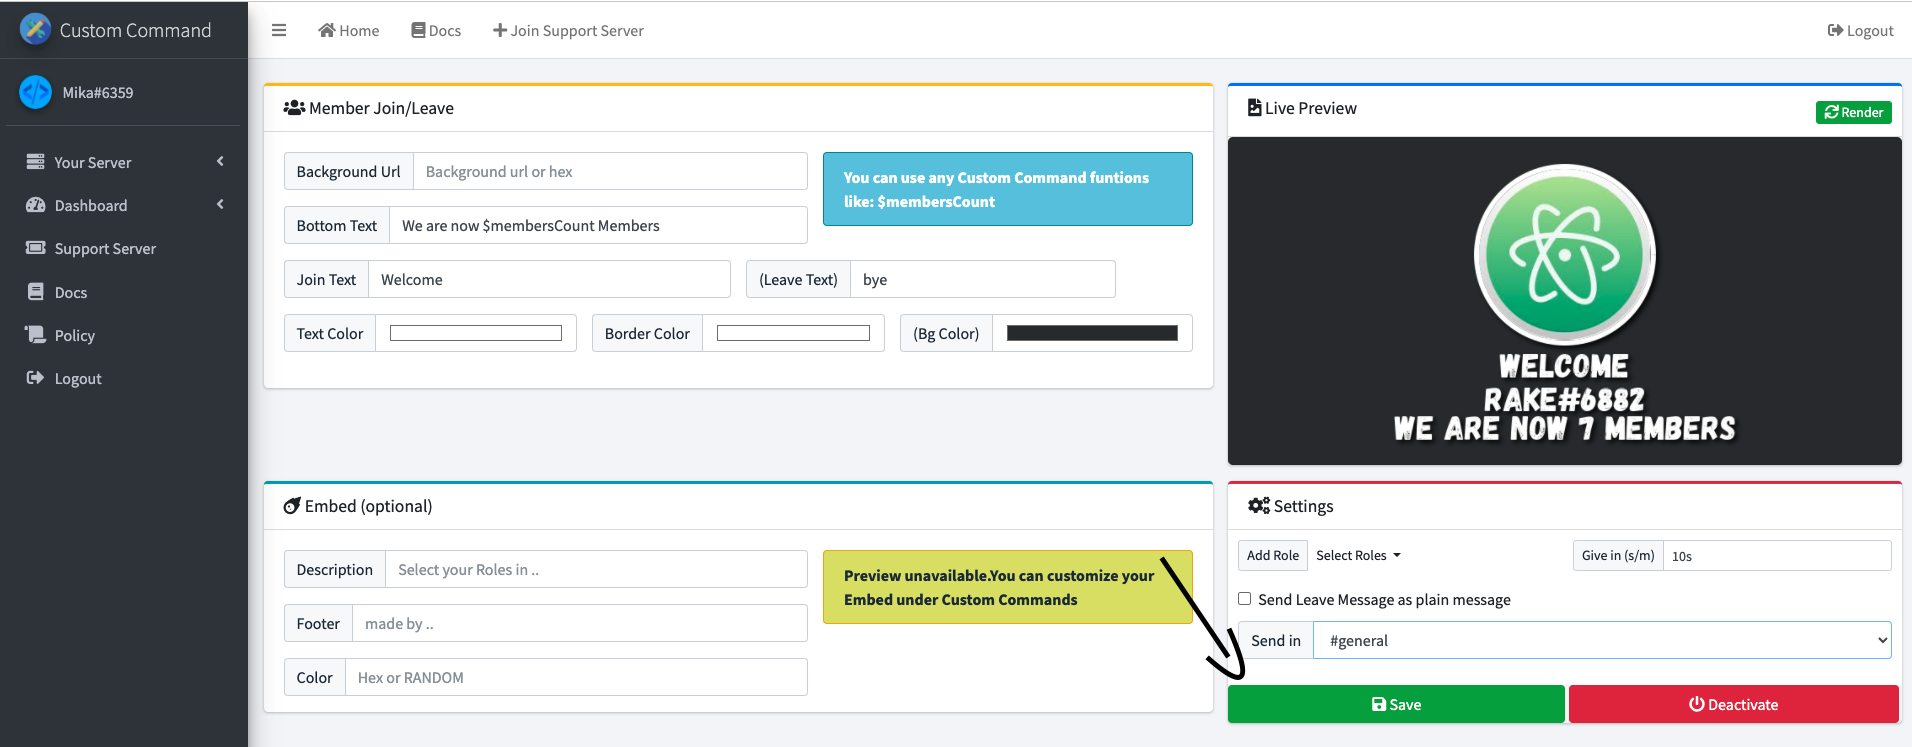 Custom Command
Home
Docs
Join Support Server
Logout
Mika#6359
Your Server
Dashboard
Support Server
Docs
Policy
Logout
Member Join/Leave
Background Url
Background url or hex
You can use any Custom Command funtions
like: $membersCount
Bottom Text
We are now $membersCount Members
Join Text
Welcome
(Leave Text)
bye
Text Color
Border Color
(Bg Color)
Live Preview
Render
WELCOME
RAKE#6882
WE ARE NOW 7 MEMBERS
Embed (optional)
Description
Select your Roles in ..
Preview unavailable.You can customize your
Embed under Custom Commands
Footer
made by ..
Color
Hex or RANDOM
Settings
Add Role
Select Roles
Give in (s/m)
10s
Send Leave Message as plain message
Send in
#general
Save
Deactivate